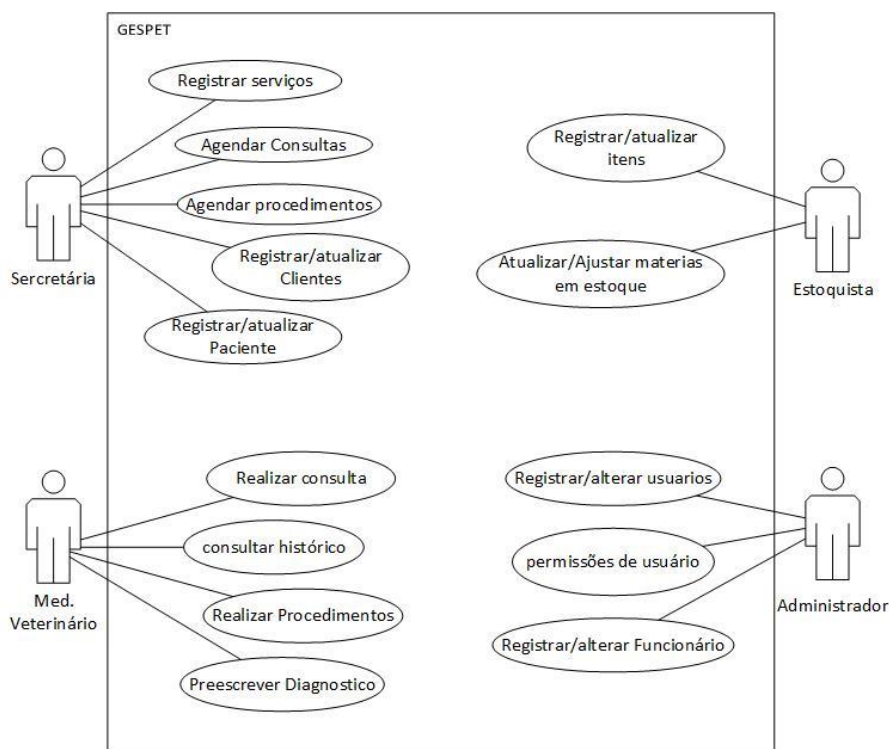 GESPET
Registrar serviços
Agendar Consultas
Agendar procedimentos
Registrar/atualizar
Clientes
Registrar/atualizar
Paciente
Sercretária
Registrar/atualizar
itens
Atualizar/Ajustar materias
em estoque
Estoquista
Realizar consulta
consultar histórico
Realizar Procedimentos
Preescrever Diagnostico
Med.
Veterinário
Registrar/alterar usuarios
permissões de usuário
Registrar/alterar Funcionário
Administrador